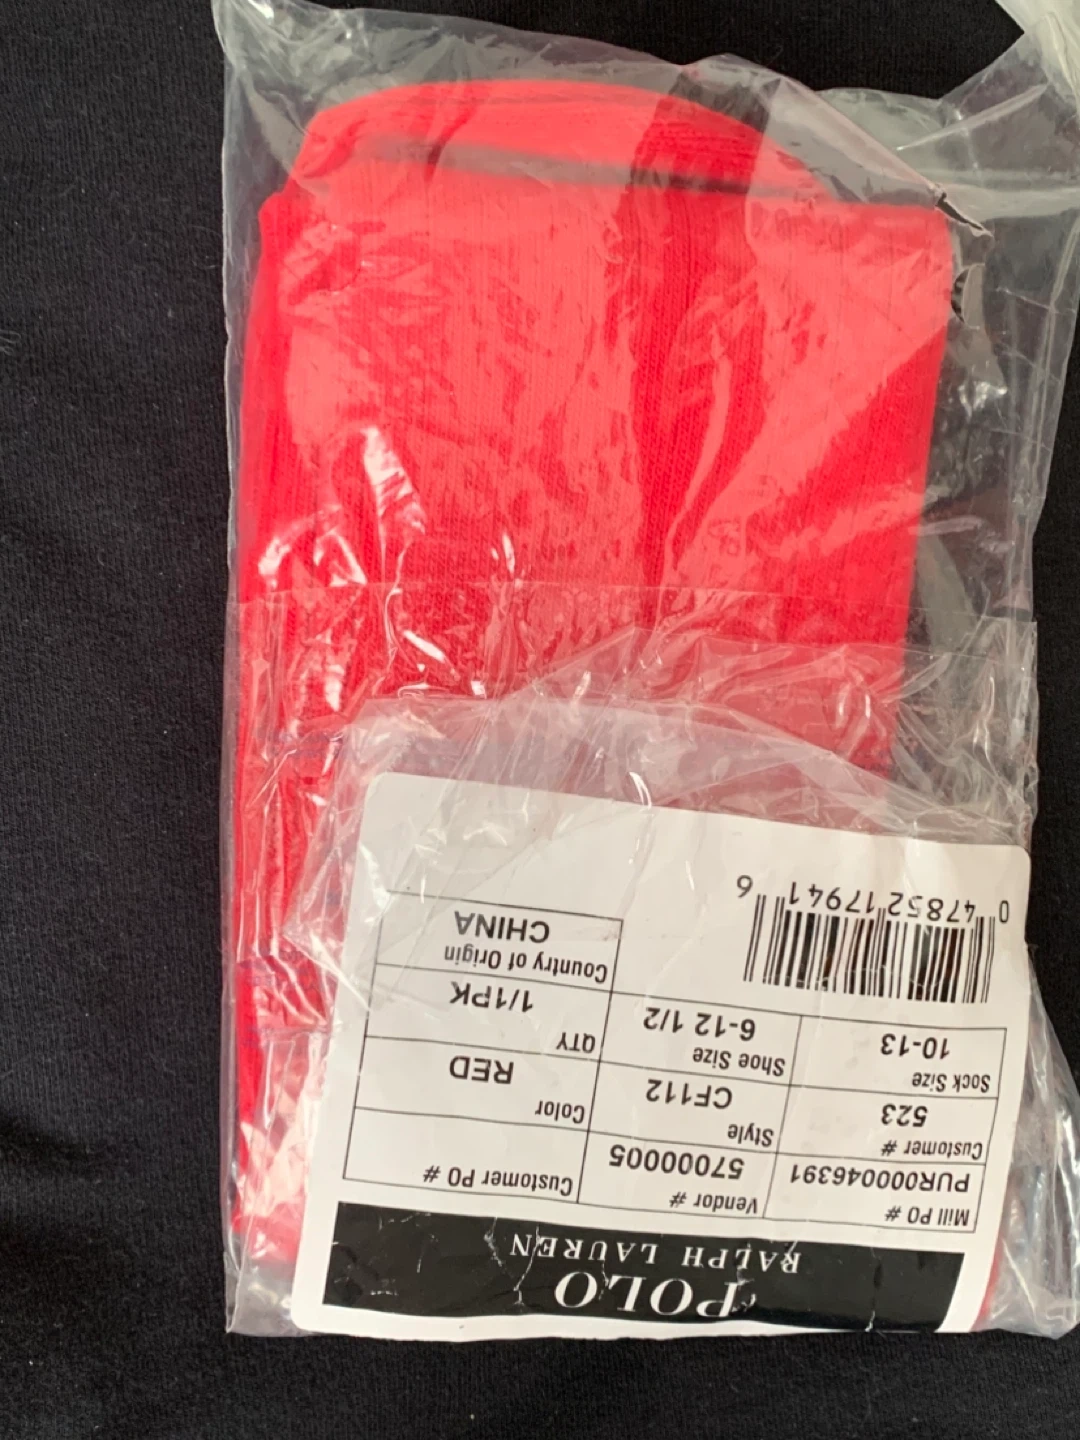 POLO
RALPH LAUREN
Mill PO #
PUR000046391
Vendor #
57000005
Customer PO #
Customer #
523
Style
CF112
Color
RED
Sock Size
10-13
Shoe Size
6-12 1/2
QTY
1/1PK
Country of Origin
CHINA
0 47852 17941 6